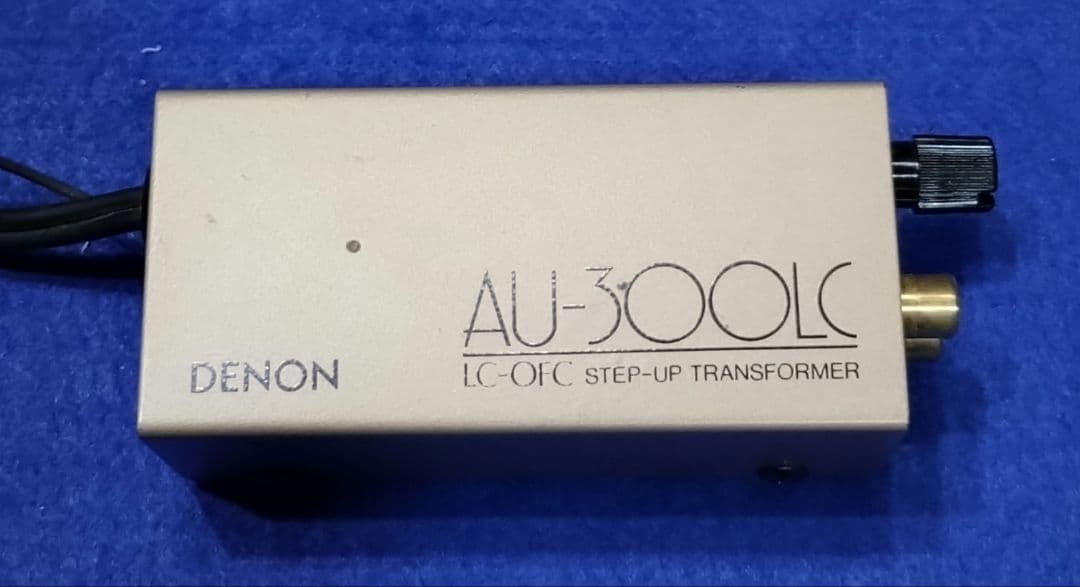 AU-300LC
DENON
LC-OFC STEP-UP TRANSFORMER